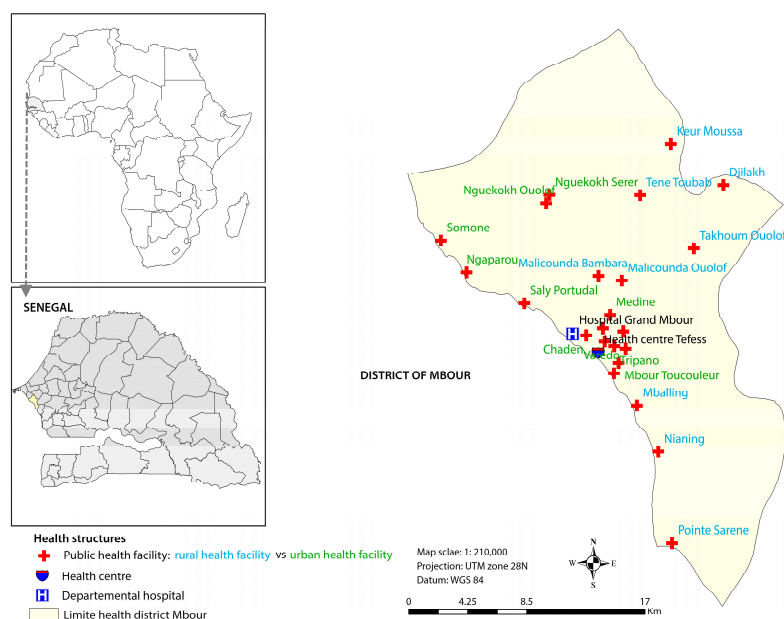 SENEGAL
Keur Moussa
Djilakh
Nguekokh Serer
Tene Toubab
Nguekokh Ouolof
Somone
Takhoum Ouolof
Ngaparou
Malicounda Bambara
Malicounda Ouolof
Saly Portudal
Medine
Hospital Grand Mbour
Health centre Tefess
Chaden
Tripano
DISTRICT OF MBOUR
Mbour Toucouleur
Mballing
Nianing
Pointe Sarene
Health structures
Public health facility: rural health facility vs urban health facility
Health centre
H Departemental hospital
Limite health district Mbour
Map sclae: 1: 210,000
Projection: UTM zone 28N
Datum: WGS 84
N
W E
S
0 4.25 8.5 17
Km